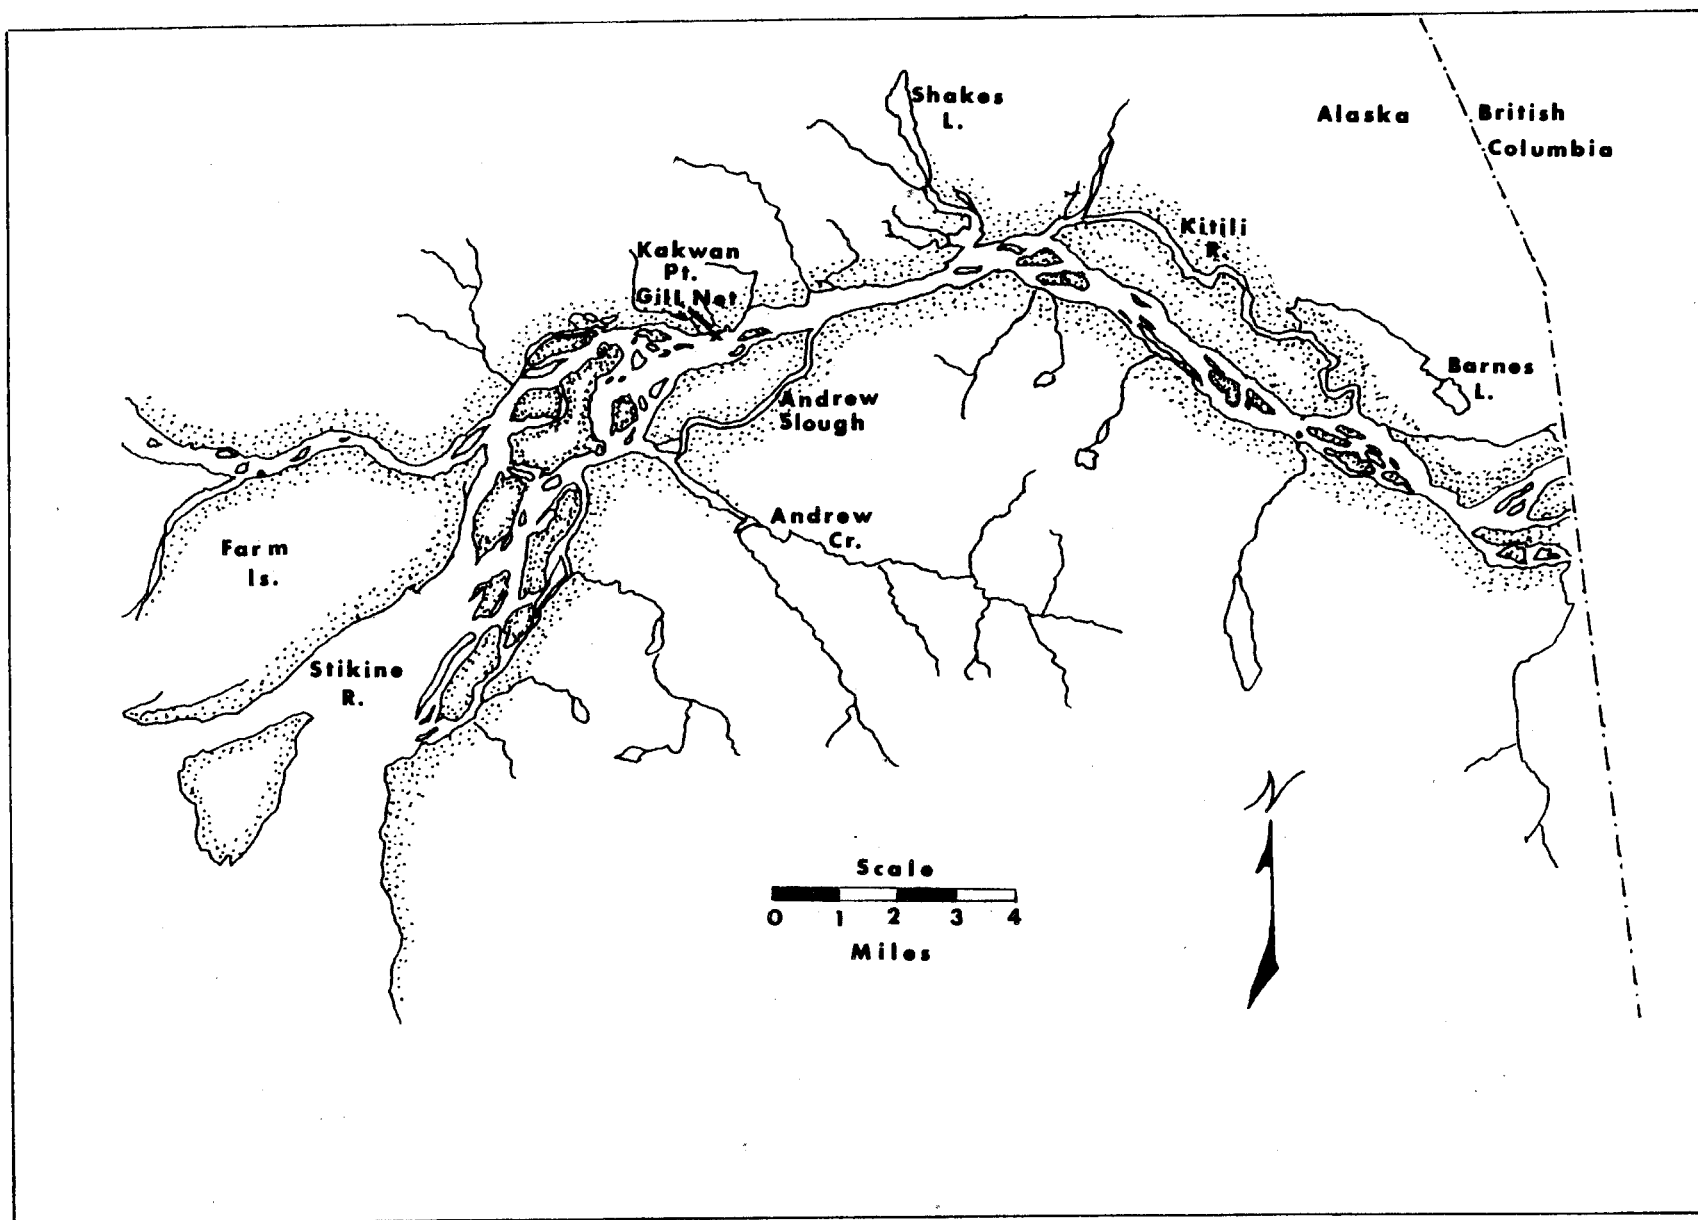 Shakes
L.
Alaska
British
Columbia
Kitili
R.
Kakwan
Pt.
Gill Net
Barnes
L.
Andrew
Slough
Andrew
Cr.
Farm
Is.
Stikine
R.
N
Scale
0 1 2 3 4
Miles